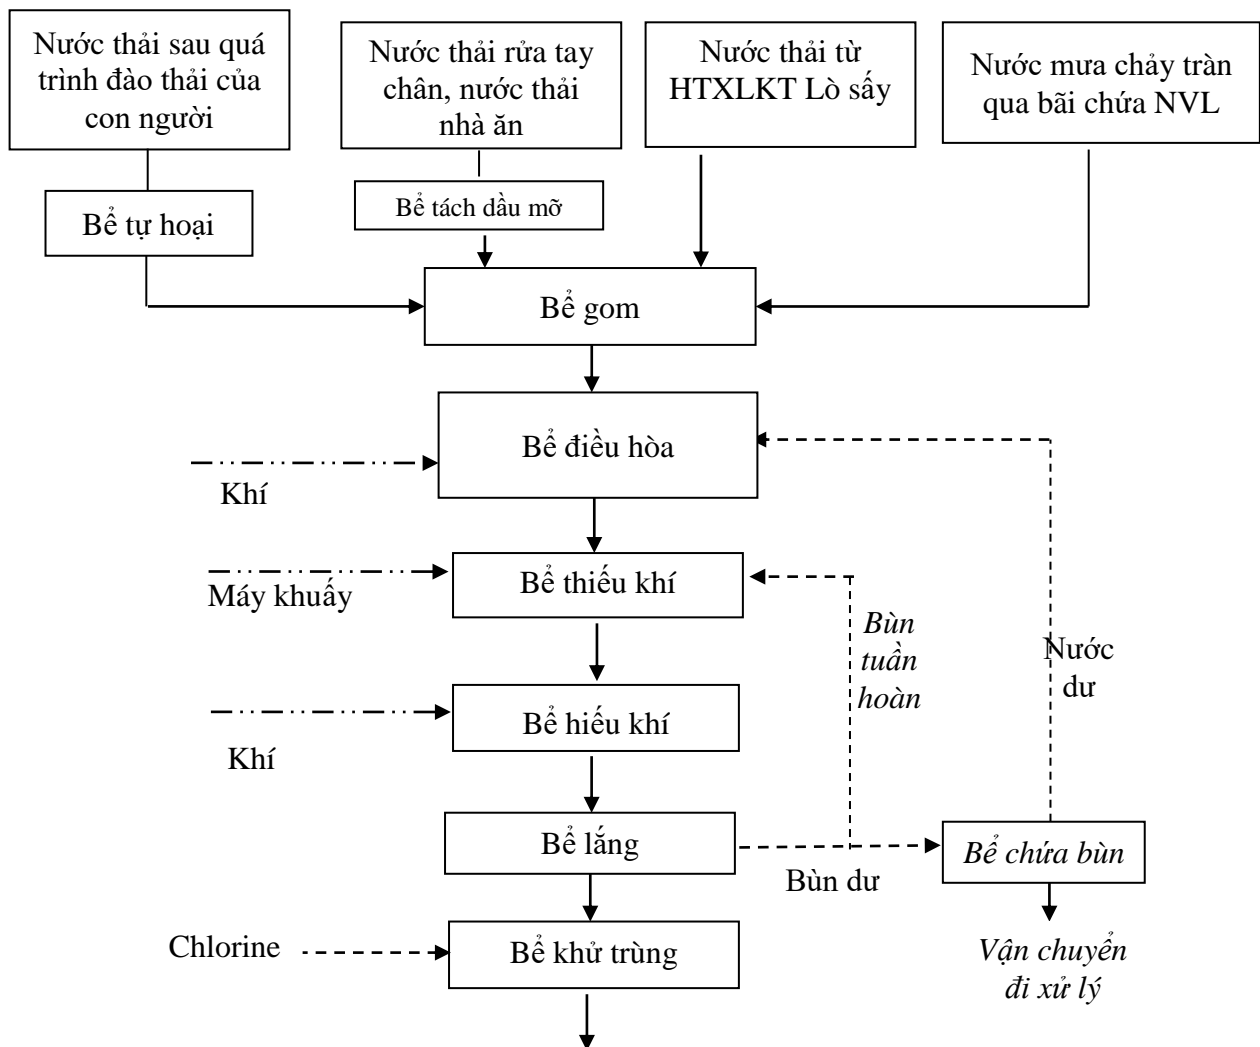 Nước thải sau quá
trình đào thải của
con người
Nước thải rửa tay
chân, nước thải
nhà ăn
Nước thải từ
HTXLKT Lò sấy
Nước mưa chảy tràn
qua bãi chứa NVL
Bể tự hoại
Bể tách dầu mỡ
Bể gom
Bể điều hòa
Khí
Bể thiếu khí
Máy khuấy
Bùn
tuần
hoàn
Nước
dư
Bể hiếu khí
Khí
Bể lắng
Bùn dư
Bể chứa bùn
Chlorine
Bể khử trùng
Vận chuyển
đi xử lý